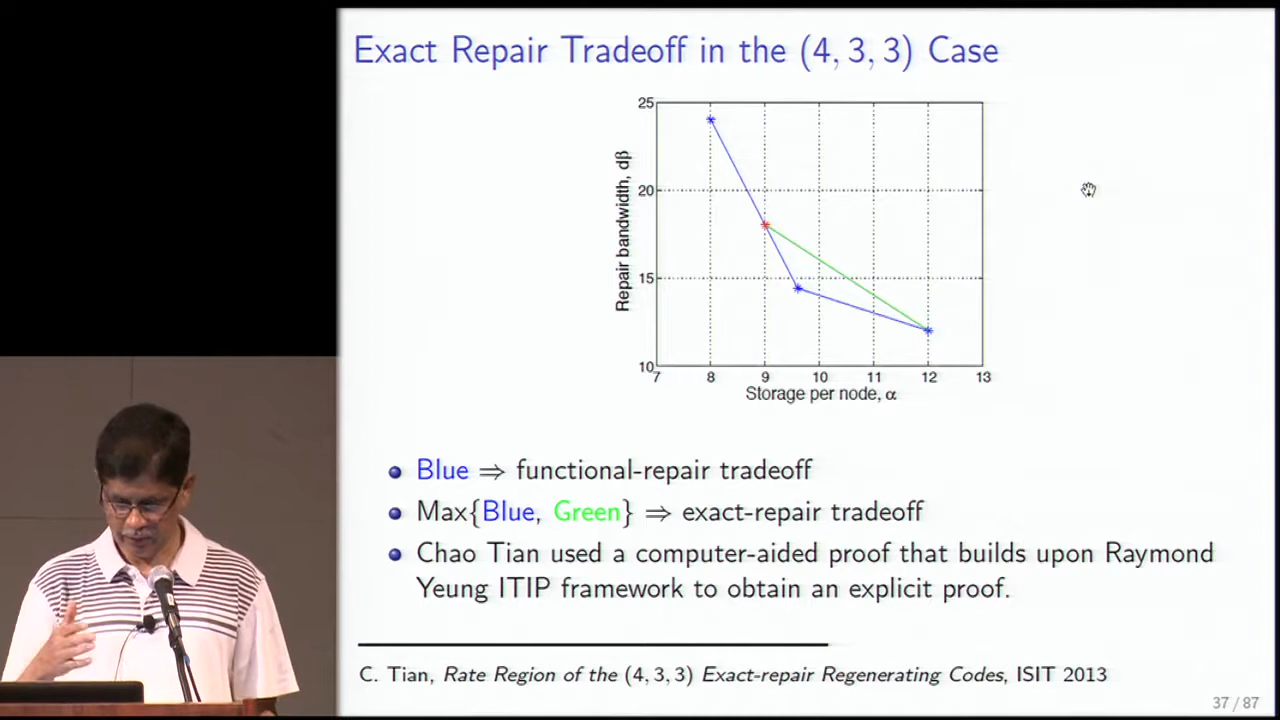 Exact Repair Tradeoff in the (4, 3, 3) Case
25
20
15
10
Repair bandwidth, dβ
7 8 9 10 11 12 13
Storage per node, α
Blue ⇒ functional-repair tradeoff
Max{Blue, Green} ⇒ exact-repair tradeoff
Chao Tian used a computer-aided proof that builds upon Raymond
Yeung ITIP framework to obtain an explicit proof.
C. Tian, Rate Region of the (4, 3, 3) Exact-repair Regenerating Codes, ISIT 2013
37 / 87